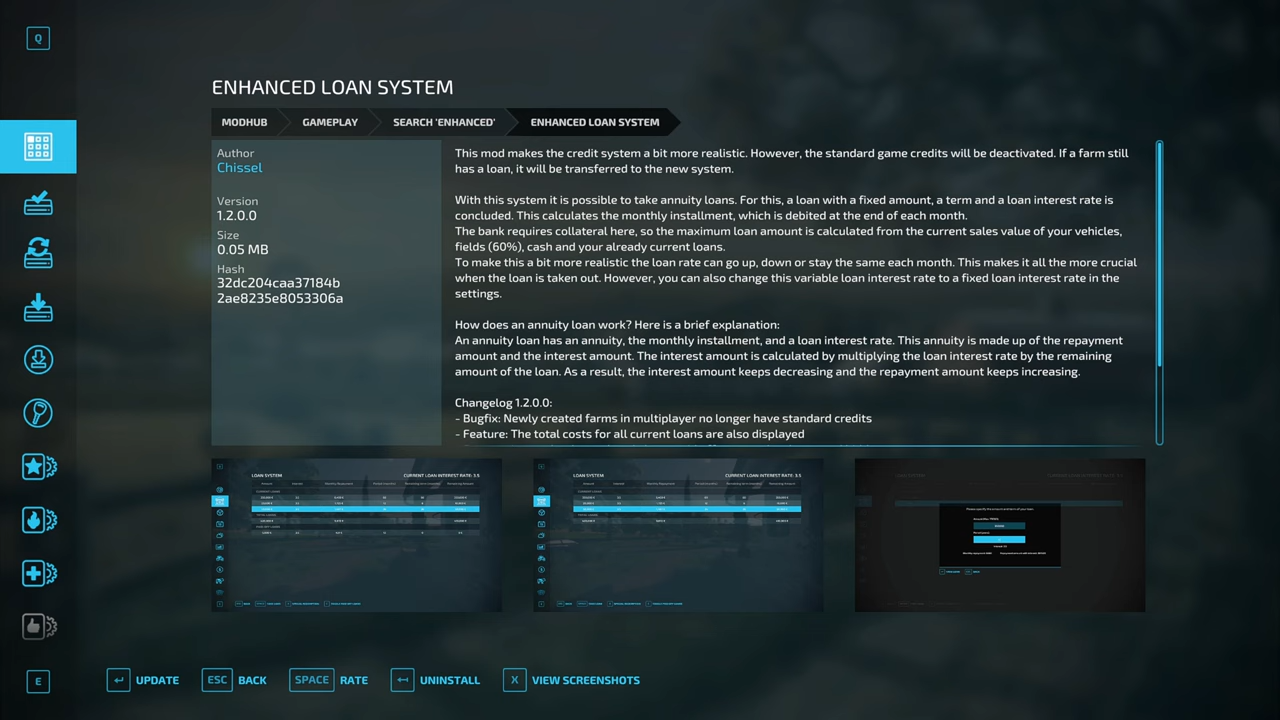 Q
ENHANCED LOAN SYSTEM
MODHUB
GAMEPLAY
SEARCH 'ENHANCED'
ENHANCED LOAN SYSTEM
Author
Chissel
Version
1.2.0.0
Size
0.05 MB
Hash
32dc204caa37184b
2ae8235e8053306a
This mod makes the credit system a bit more realistic. However, the standard game credits will be deactivated. If a farm still
has a loan, it will be transferred to the new system.
With this system it is possible to take annuity loans. For this, a loan with a fixed amount, a term and a loan interest rate is
concluded. This calculates the monthly installment, which is debited at the end of each month.
The bank requires collateral here, so the maximum loan amount is calculated from the current sales value of your vehicles,
fields (60%), cash and your already current loans.
To make this a bit more realistic the loan rate can go up, down or stay the same each month. This makes it all the more crucial
when the loan is taken out. However, you can also change this variable loan interest rate to a fixed loan interest rate in the
settings.
How does an annuity loan work? Here is a brief explanation:
An annuity loan has an annuity, the monthly installment, and a loan interest rate. This annuity is made up of the repayment
amount and the interest amount. The interest amount is calculated by multiplying the loan interest rate by the remaining
amount of the loan. As a result, the interest amount keeps decreasing and the repayment amount keeps increasing.
Changelog 1.2.0.0:
- Bugfix: Newly created farms in multiplayer no longer have standard credits
- Feature: The total costs for all current loans are also displayed
LOAN SYSTEM
CURRENT LOAN INTEREST RATE: 3.5
LOAN SYSTEM
CURRENT LOAN INTEREST RATE: 3.5
E
UPDATE
ESC BACK
SPACE RATE
UNINSTALL
X VIEW SCREENSHOTS